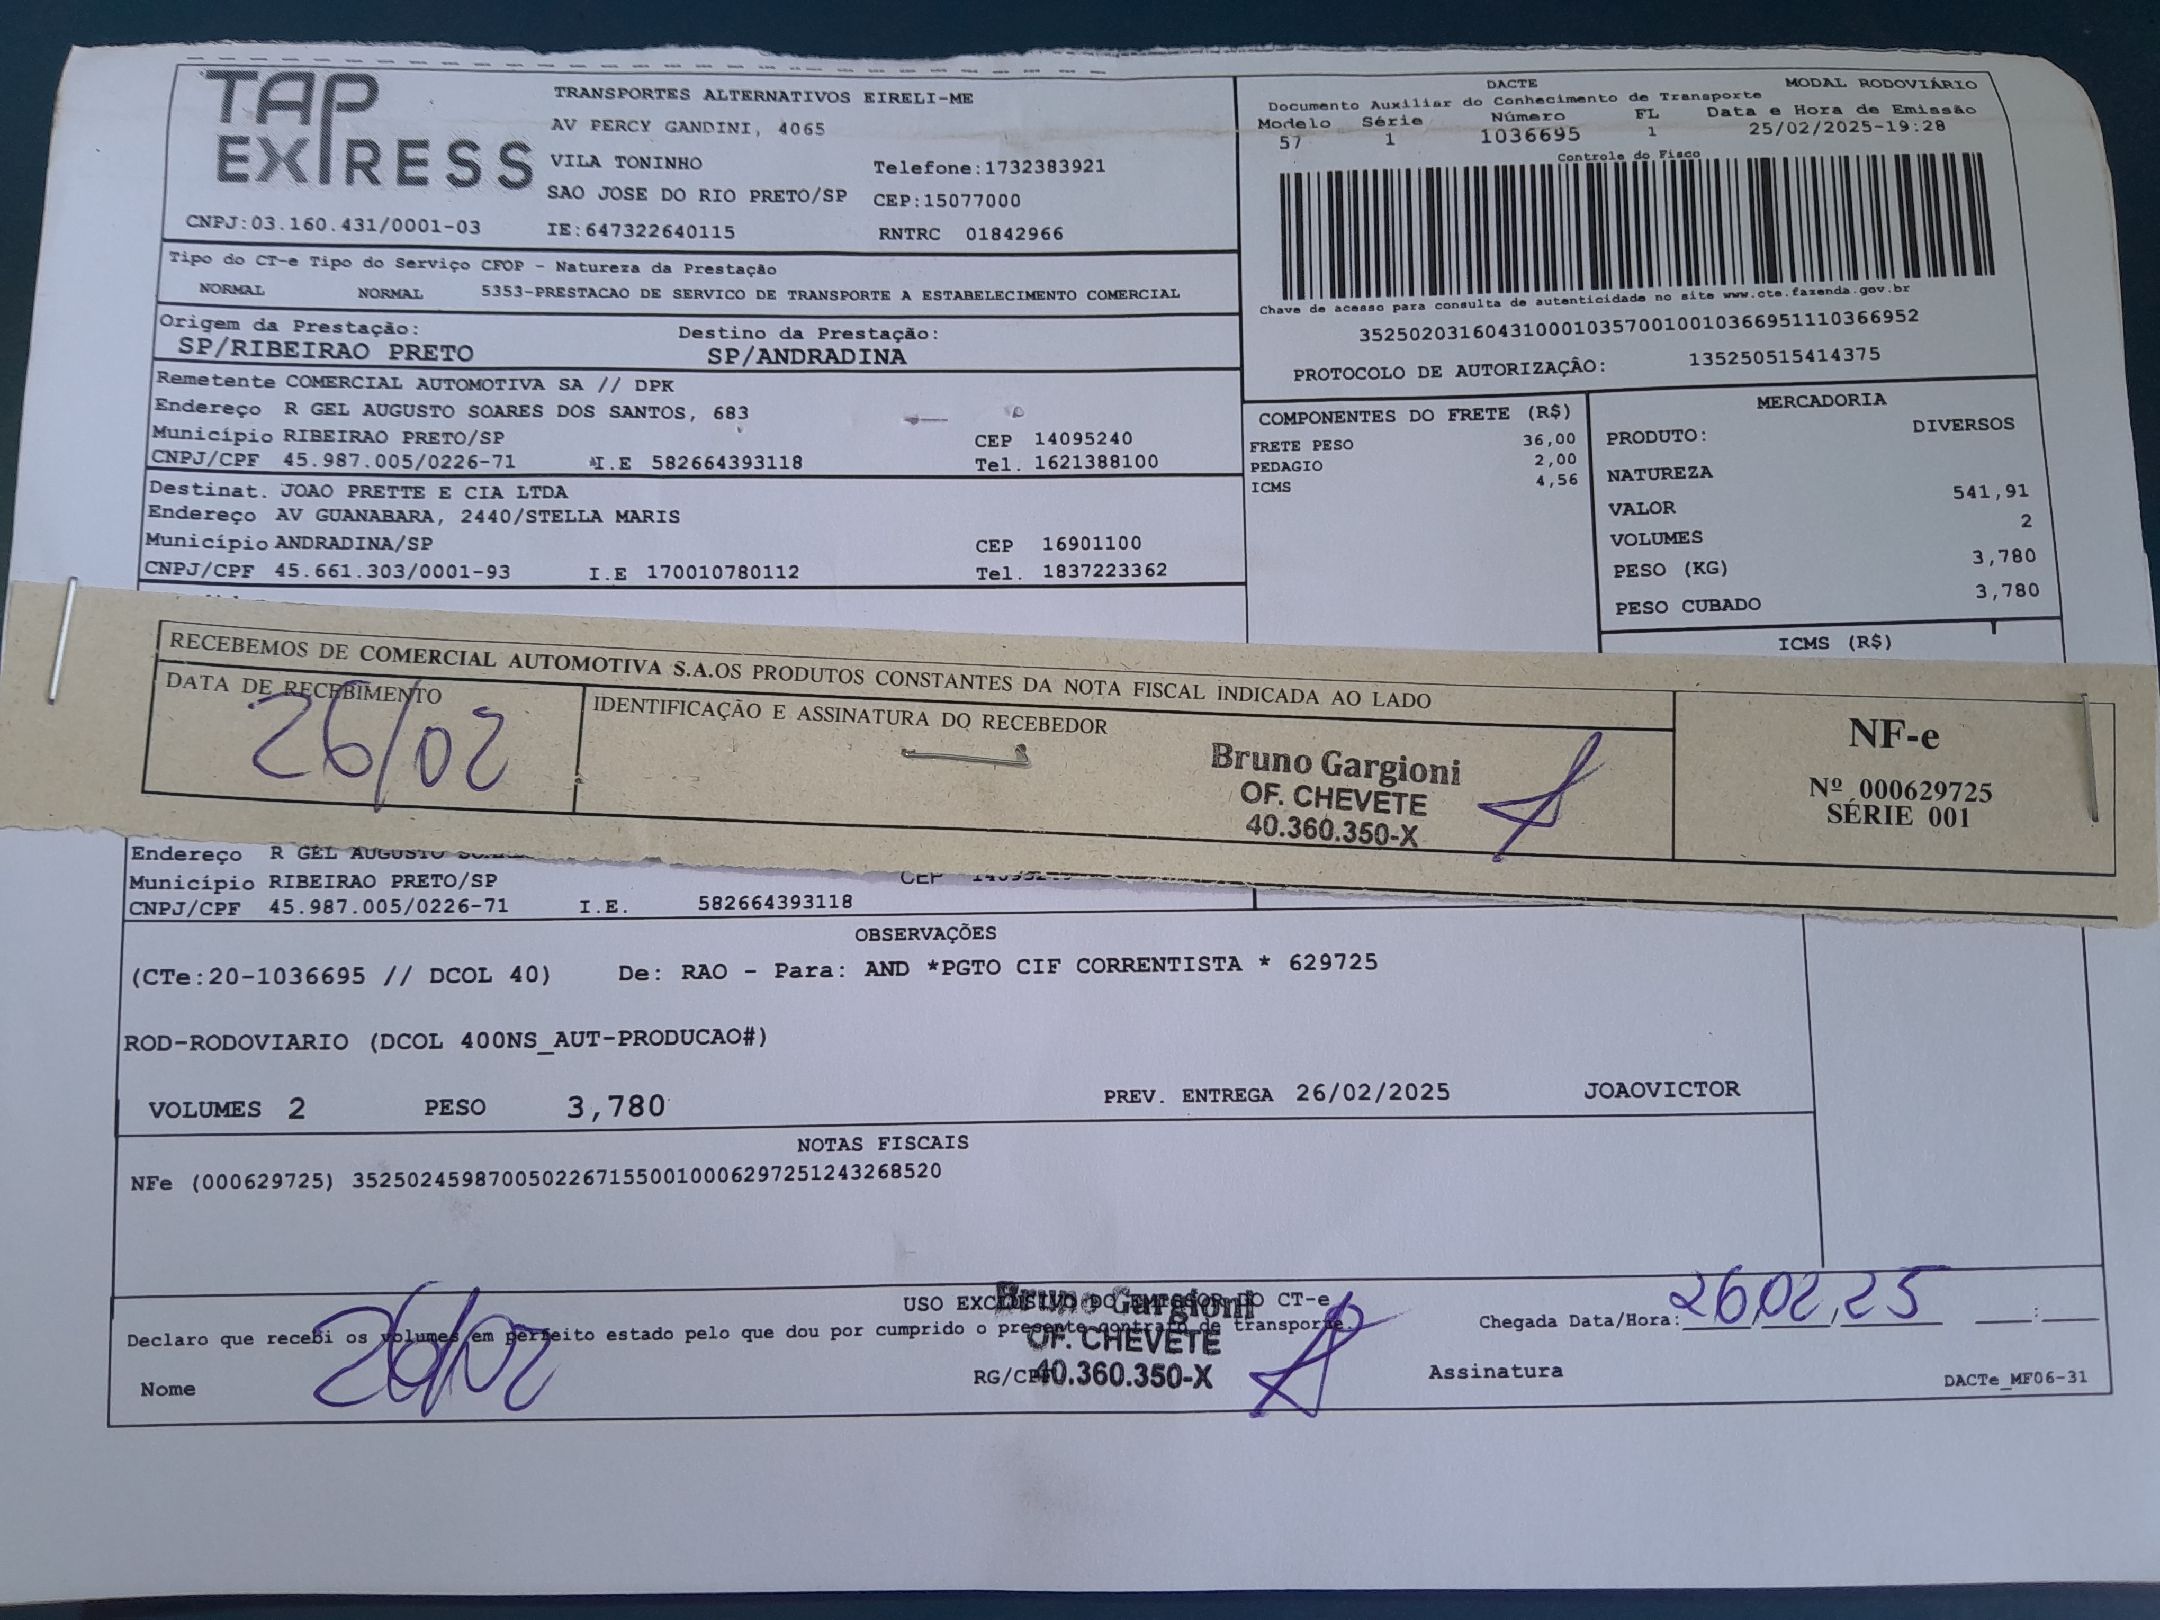 TAP
EXPRESS
TRANSPORTES ALTERNATIVOS EIRELI-ME
AV PERCY GANDINI, 4065
VILA TONINHO
Telefone:1732383921
SAO JOSE DO RIO PRETO/SP CEP:15077000
CNPJ:03.160.431/0001-03 IE:647322640115 RNTRC 01842966
DACTE MODAL RODOVIÁRIO
Documento Auxiliar do Conhecimento de Transporte
Modelo Série Número FL Data e Hora de Emissão
57 1 1036695 1 25/02/2025-19:28
Controle do Fisco
Chave de acesso para consulta de autenticidade no site www.cte.fazenda.gov.br
35250203160431000103570010010366951110366952
PROTOCOLO DE AUTORIZAÇÂO: 135250515414375
Tipo do CT-e Tipo do Serviço CFOP - Natureza da Prestação
NORMAL NORMAL 5353-PRESTACAO DE SERVICO DE TRANSPORTE A ESTABELECIMENTO COMERCIAL
Origem da Prestação: Destino da Prestação:
SP/RIBEIRAO PRETO SP/ANDRADINA
Remetente COMERCIAL AUTOMOTIVA SA // DPK
Endereço R GEL AUGUSTO SOARES DOS SANTOS, 683
Município RIBEIRAO PRETO/SP CEP 14095240
CNPJ/CPF 45.987.005/0226-71 I.E 582664393118 Tel. 1621388100
Destinat. JOAO PRETTE E CIA LTDA
Endereço AV GUANABARA, 2440/STELLA MARIS
Município ANDRADINA/SP CEP 16901100
CNPJ/CPF 45.661.303/0001-93 I.E 170010780112 Tel. 1837223362
COMPONENTES DO FRETE (R$)
FRETE PESO 36,00
PEDAGIO 2,00
ICMS 4,56
MERCADORIA
PRODUTO: DIVERSOS
NATUREZA
VALOR 541,91
VOLUMES 2
PESO (KG) 3,780
PESO CUBADO 3,780
ICMS (R$)
RECEBEMOS DE COMERCIAL AUTOMOTIVA S.A.OS PRODUTOS CONSTANTES DA NOTA FISCAL INDICADA AO LADO
DATA DE RECEBIMENTO
26/02
IDENTIFICAÇÃO E ASSINATURA DO RECEBEDOR
Bruno Gargioni
OF. CHEVETE
40.360.350-X
NF-e
Nº 000629725
SÉRIE 001
Endereço R GEL AUGUSTO
Município RIBEIRAO PRETO/SP CEP
CNPJ/CPF 45.987.005/0226-71 I.E. 582664393118
OBSERVAÇÕES
(CTe:20-1036695 // DCOL 40) De: RAO - Para: AND *PGTO CIF CORRENTISTA * 629725
ROD-RODOVIARIO (DCOL 400NS_AUT-PRODUCAO#)
VOLUMES 2 PESO 3,780 PREV. ENTREGA 26/02/2025 JOAOVICTOR
NOTAS FISCAIS
NFe (000629725) 35250245987005022671550010006297251243268520
USO EXCLUSIVO DO EMISSOR DO CT-e
Declaro que recebi os volumes em perfeito estado pelo que dou por cumprido o presente contrato de transporte.
Chegada Data/Hora: 26,02,25 :
Nome 26/02 RG/CPF Assinatura
Bruno Gargioni
OF. CHEVETE
40.360.350-X
DACTe_MF06-31